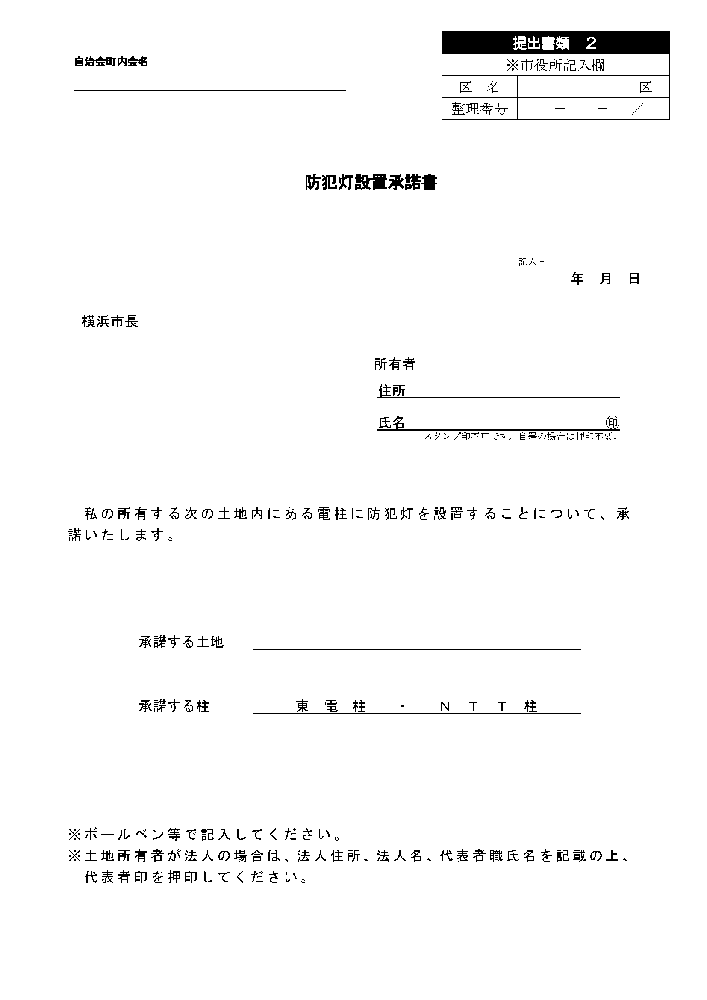 提出書類　２
自治会町内会名
※市役所記入欄
区　名　区
整理番号　－　－　／
防犯灯設置承諾書
記入日
年　月　日
横浜市長
所有者
住所
氏名　㊞
スタンプ印不可です。自署の場合は押印不要。
私の所有する次の土地内にある電柱に防犯灯を設置することについて、承
諾いたします。
承諾する土地
承諾する柱　東　電　柱　・　Ｎ　Ｔ　Ｔ　柱
※ボールペン等で記入してください。
※土地所有者が法人の場合は、法人住所、法人名、代表者職氏名を記載の上、
代表者印を押印してください。